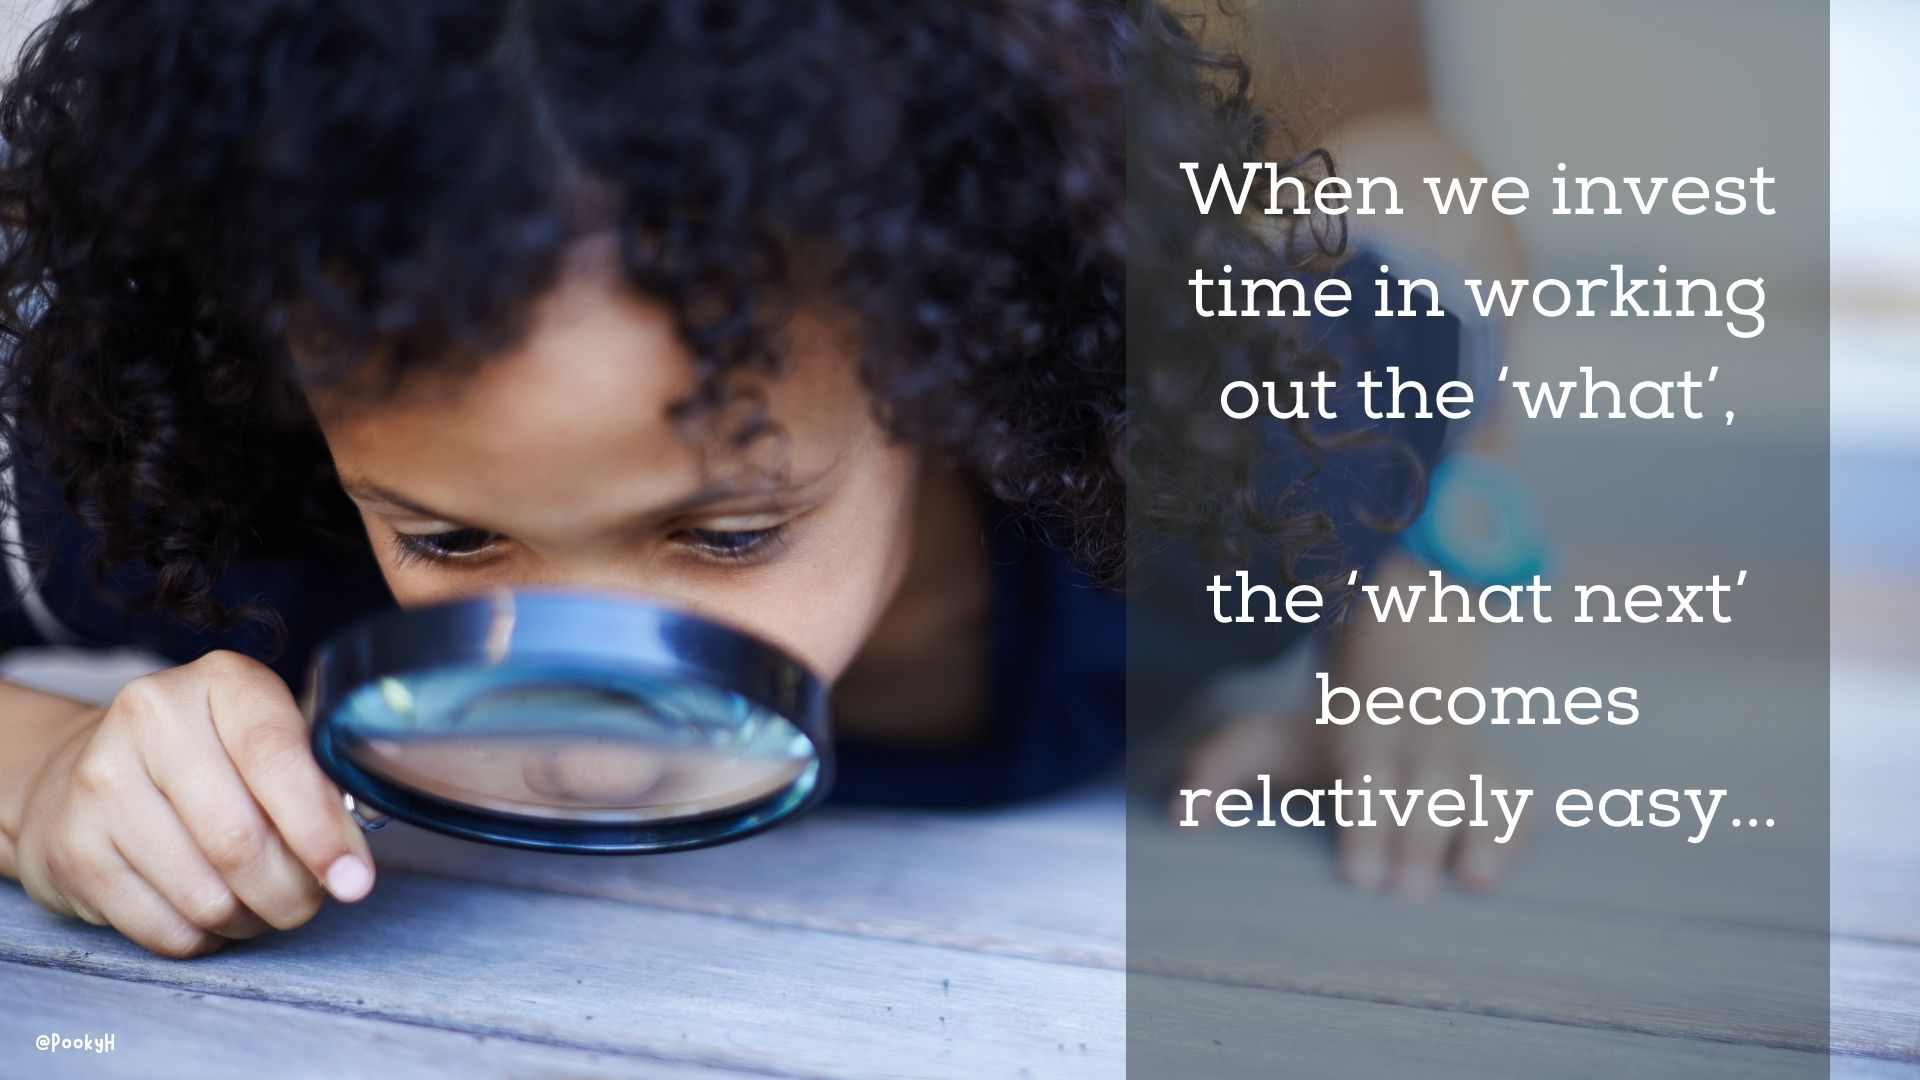 When we invest
time in working
out the ‘what’,
the ‘what next’
becomes
relatively easy...
@PookyH